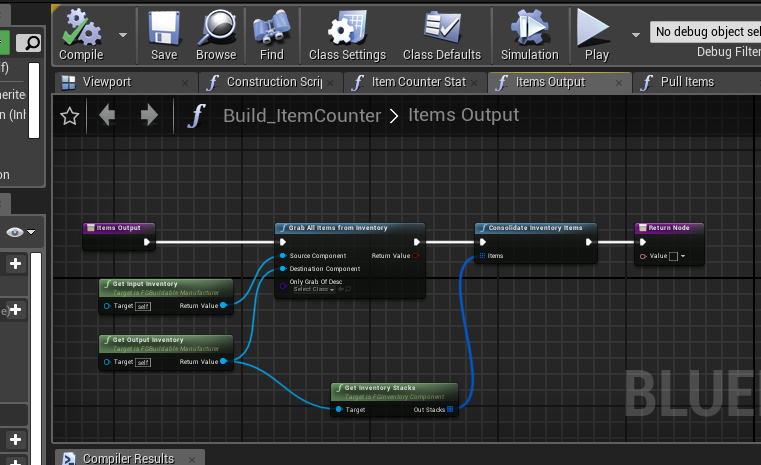 Compile
Save
Browse
Find
Class Settings
Class Defaults
Simulation
Play
No debug object sel
Debug Filter
Viewport
Construction Scrip
Item Counter Stat
Items Output
Pull Items
Build_ItemCounter > Items Output
Items Output
Grab All Items from Inventory
Source Component
Return Value
Destination Component
Only Grab Of Desc
Select Class
Consolidate Inventory Items
Items
Return Node
Value
Get Input Inventory
Target is FGBuildable Manufacturer
Target self
Return Value
Get Output Inventory
Target is FGBuildable Manufacturer
Target self
Return Value
Get Inventory Stacks
Target is FGInventory Component
Target
Out Stacks
BLUE
Compiler Results